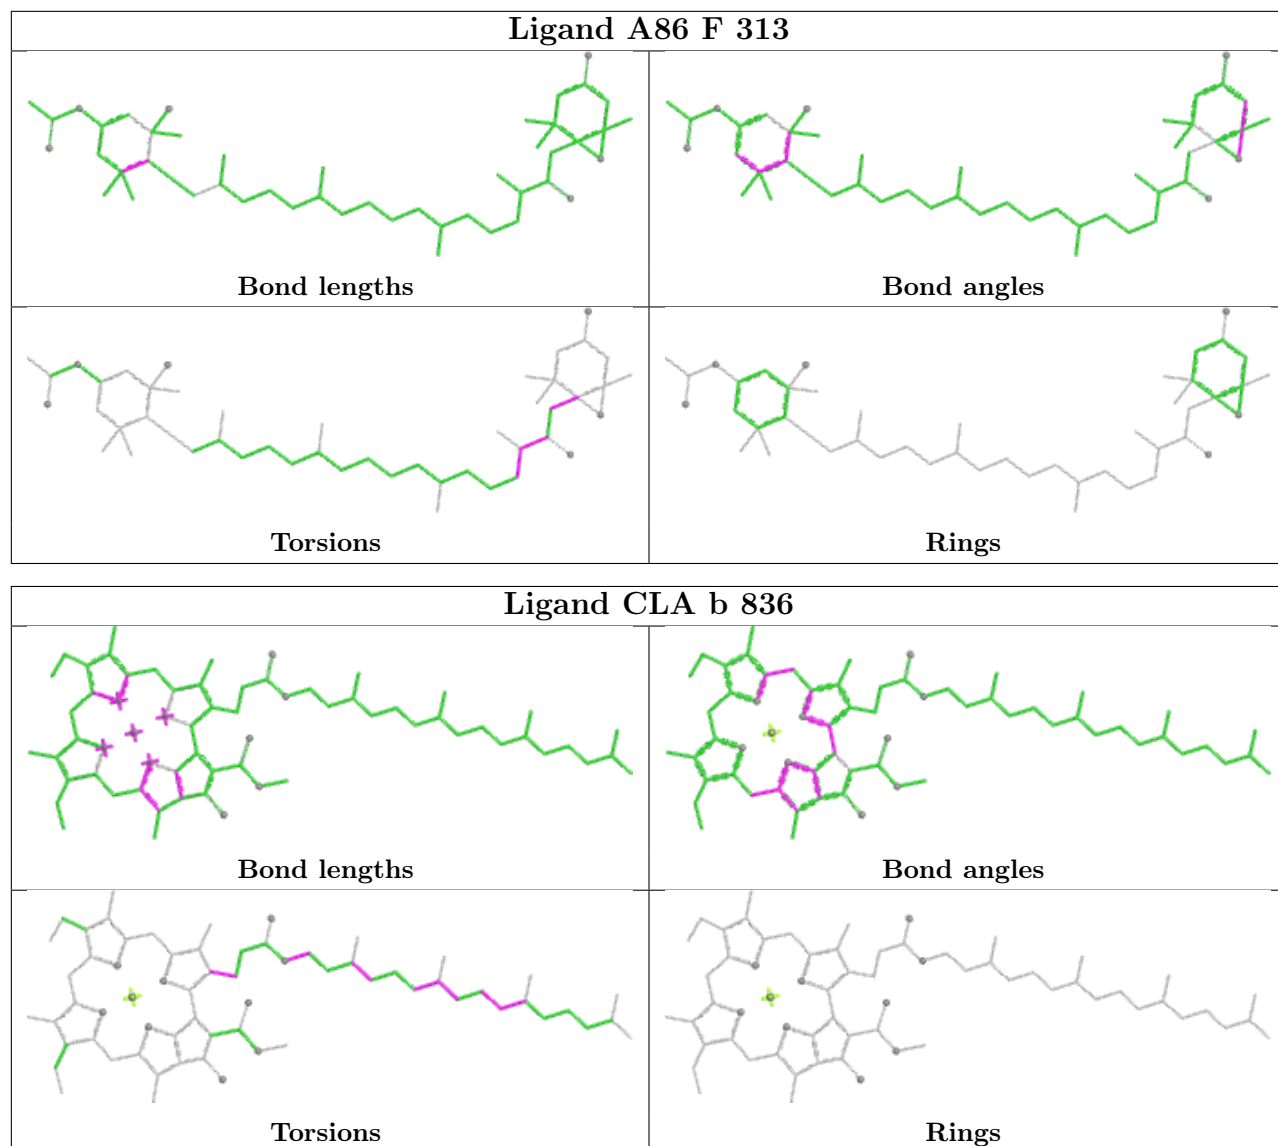 Ligand A86 F 313
Bond lengths
Bond angles
Torsions
Rings
Ligand CLA b 836
Bond lengths
Bond angles
Torsions
Rings